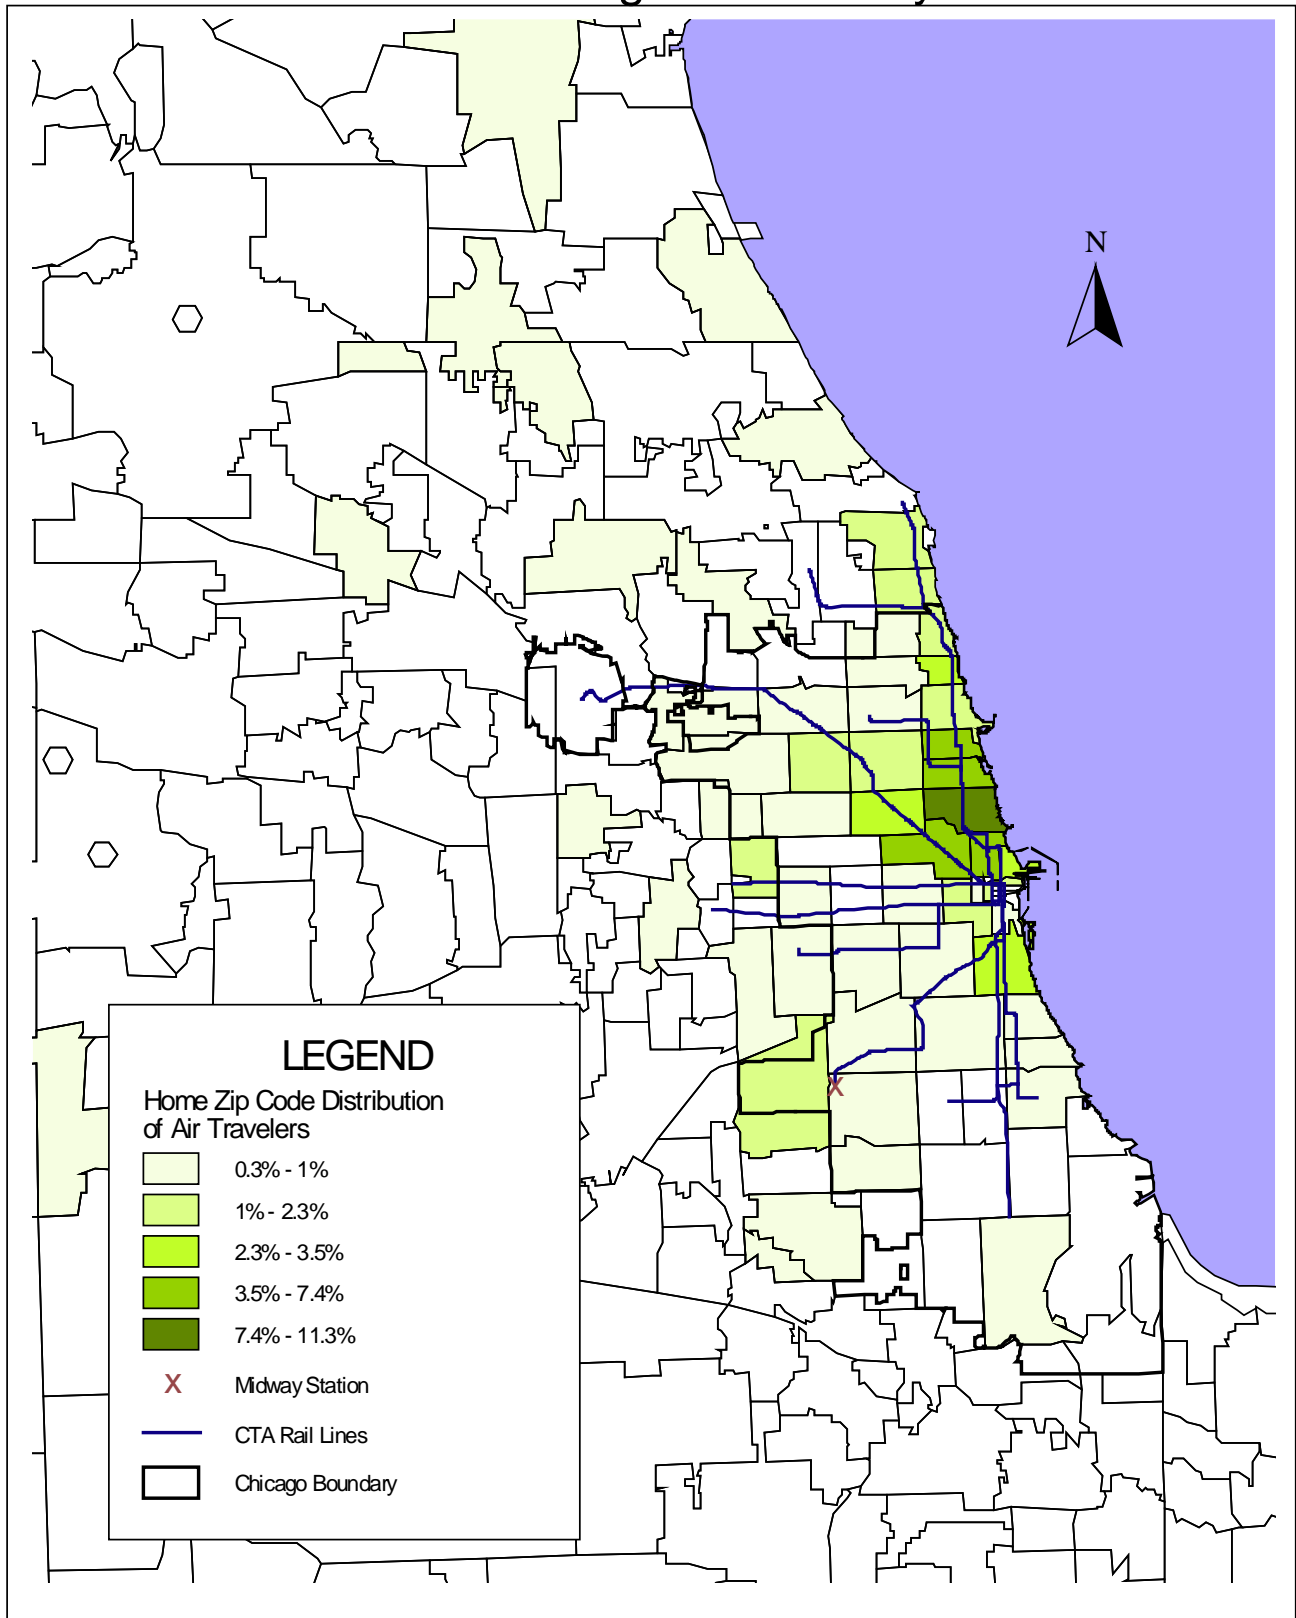 N
LEGEND
Home Zip Code Distribution
of Air Travelers
0.3% - 1%
1% - 2.3%
2.3% - 3.5%
3.5% - 7.4%
7.4% - 11.3%
X Midway Station
CTA Rail Lines
Chicago Boundary
X